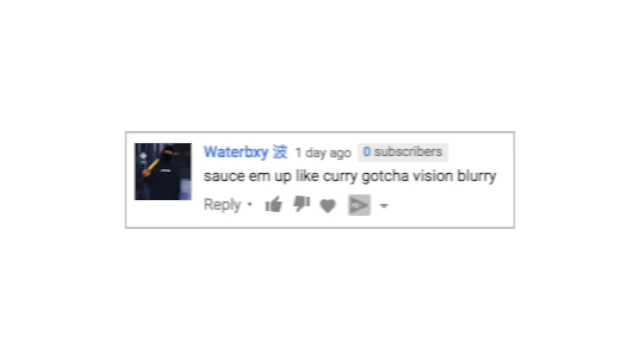 Waterbxy 波 1 day ago 0 subscribers
sauce em up like curry gotcha vision blurry
Reply •